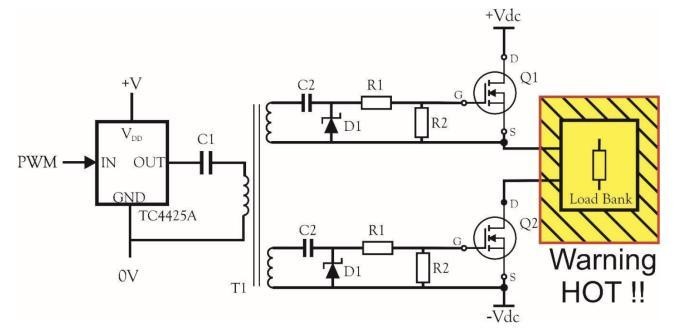 +Vdc
D
C2
R1
Q1
G
+V
D1
R2
S
VDD
C1
PWM
IN OUT
GND
TC4425A
Load Bank
D
C2
R1
Q2
G
0V
D1
R2
S
T1
-Vdc
Warning
HOT !!